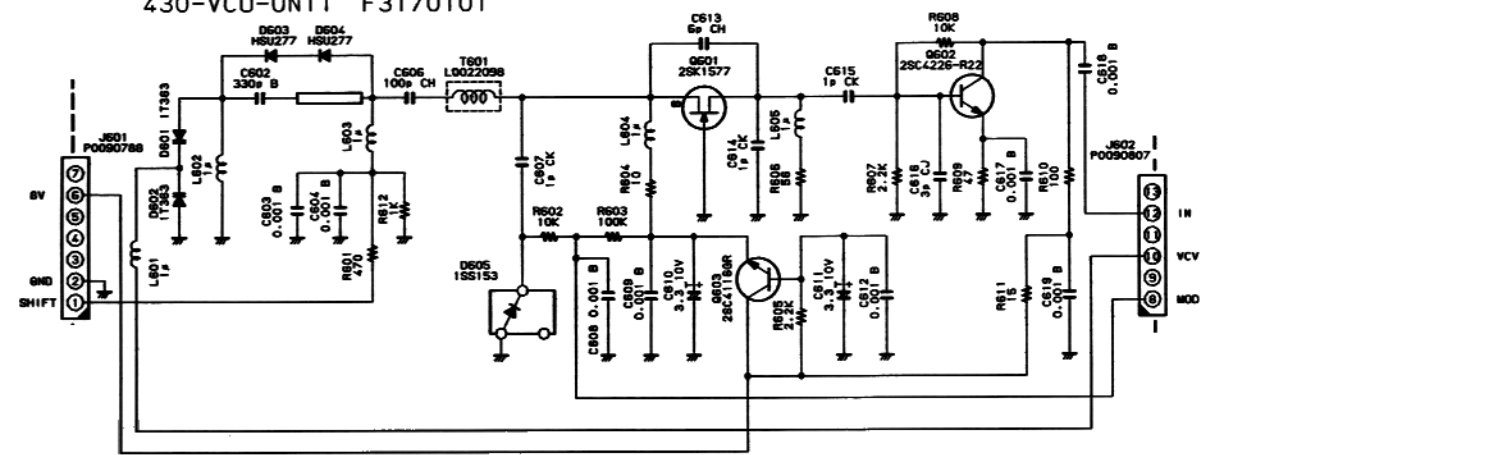 430-VCO-UNIT F3170101
D603
HSU277
D604
HSU277
C602
330p B
C606
100p CH
T601
L0022098
C613
6p CH
Q601
2SK1577
C615
1p CK
R608
10K
Q602
2SC4226-R22
C618
0.001 B
J601
P0090788
7
6
5
4
3
2
1
8V
GND
SHIFT
D601 1T363
D602
1T363
L601
1μ
L602
1μ
L603
1μ
C603
0.001 B
C604
0.001 B
R612
1K
R601
470
C607
1p CK
L604
1μ
R604
10
C614
1p CK
L605
1μ
R606
56
R607
2.2K
C616
3p CJ
R609
47
C617
0.001 B
R610
100
J602
P0090807
13
12
11
10
9
8
IN
VCV
MOD
R602
10K
R603
100K
D605
1SS153
C608 0.001 B
C609
0.001 B
C610
3.3 10V
Q603
2SC4116GR
R605
2.2K
C611
3.3 10V
C612
0.001 B
R611
15
C619
0.001 B